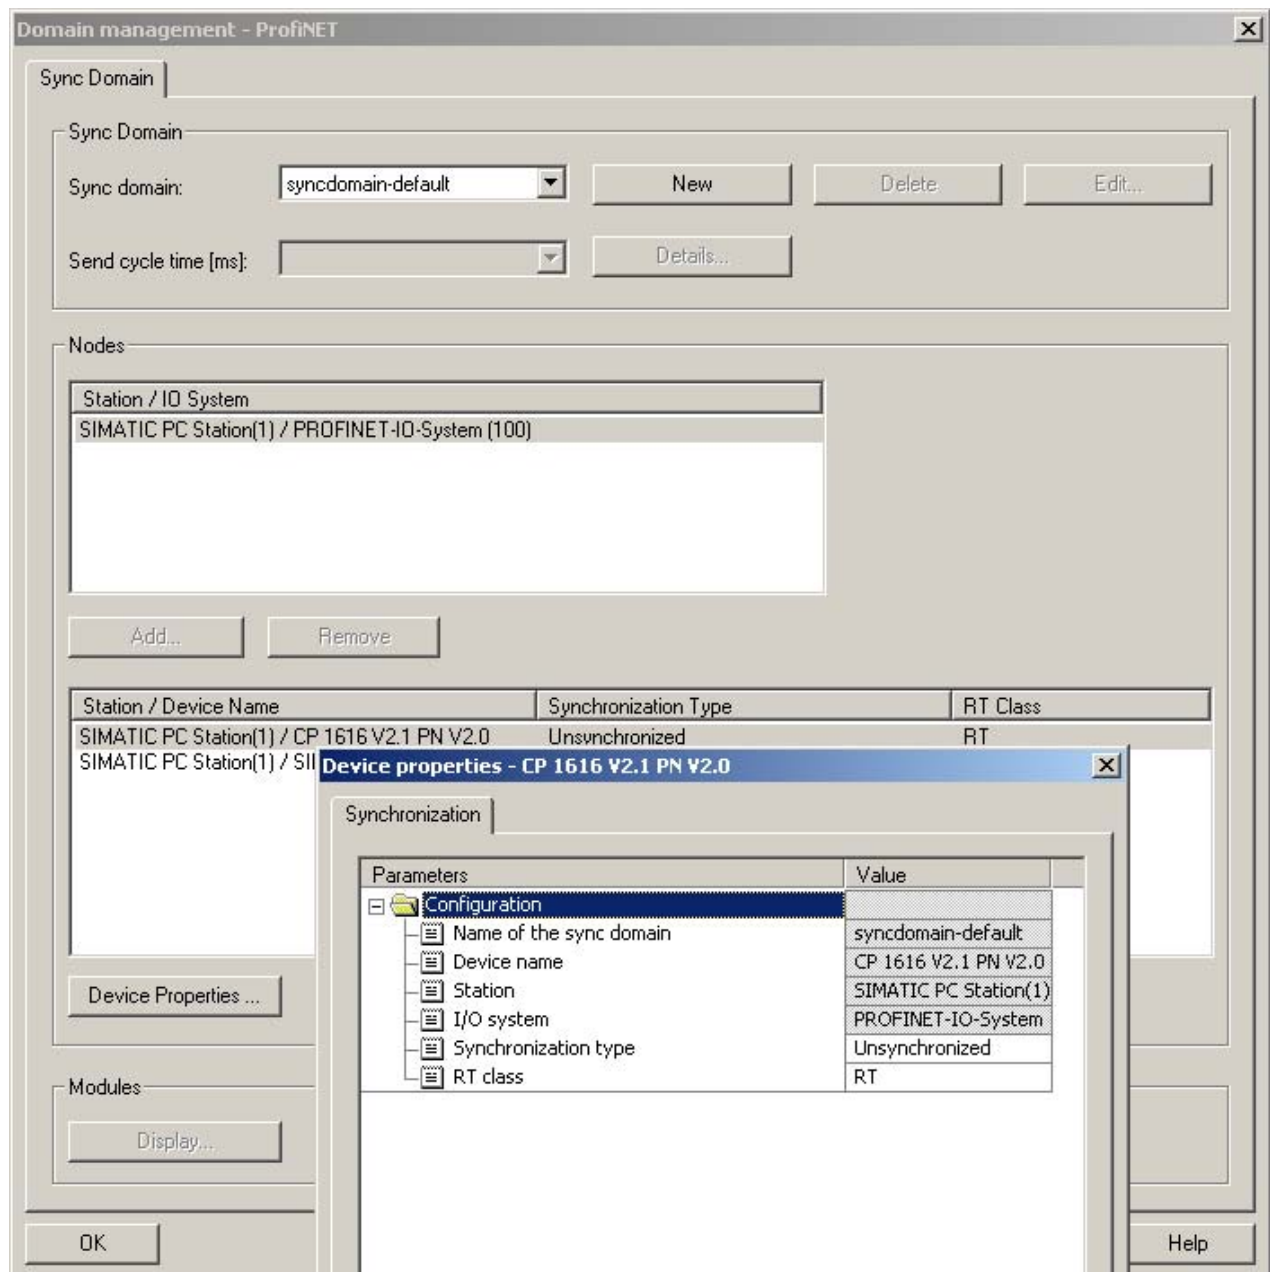 Domain management - ProfiNET
Sync Domain
Sync Domain
Sync domain: syncdomain-default New Delete Edit...
Send cycle time [ms]: Details...
Nodes
Station / IO System
SIMATIC PC Station(1) / PROFINET-IO-System (100)
Add... Remove
Station / Device Name Synchronization Type RT Class
SIMATIC PC Station(1) / CP 1616 V2.1 PN V2.0 Unsynchronized RT
SIMATIC PC Station(1) /
Device properties - CP 1616 V2.1 PN V2.0
Synchronization
Parameters Value
Configuration
Name of the sync domain syncdomain-default
Device name CP 1616 V2.1 PN V2.0
Station SIMATIC PC Station(1)
I/O system PROFINET-IO-System
Synchronization type Unsynchronized
RT class RT
Device Properties ...
Modules
Display...
OK Help